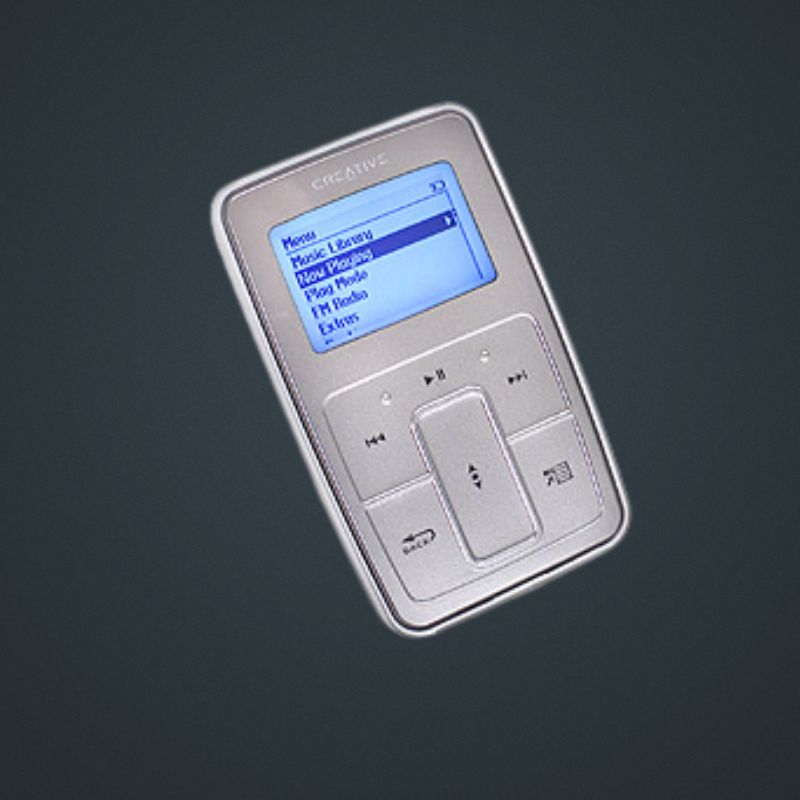 CREATIVE
Menu
Music Library
Now Playing
Play Mode
FM Radio
Extras
BACK